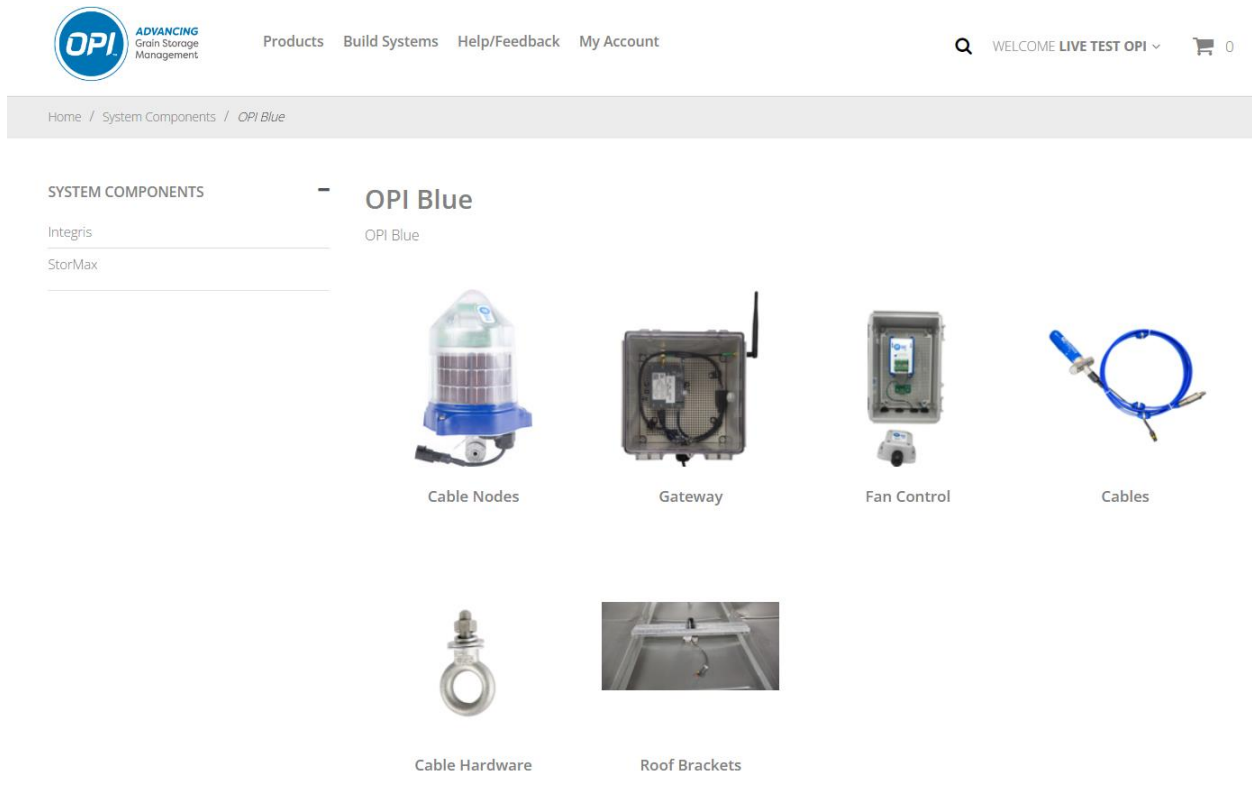 OPI
ADVANCING
Grain Storage
Management
Products Build Systems Help/Feedback My Account
WELCOME LIVE TEST OPI
0
Home / System Components / OPI Blue
SYSTEM COMPONENTS
Integris
StorMax
OPI Blue
OPI Blue
Cable Nodes
Gateway
Fan Control
Cables
Cable Hardware
Roof Brackets